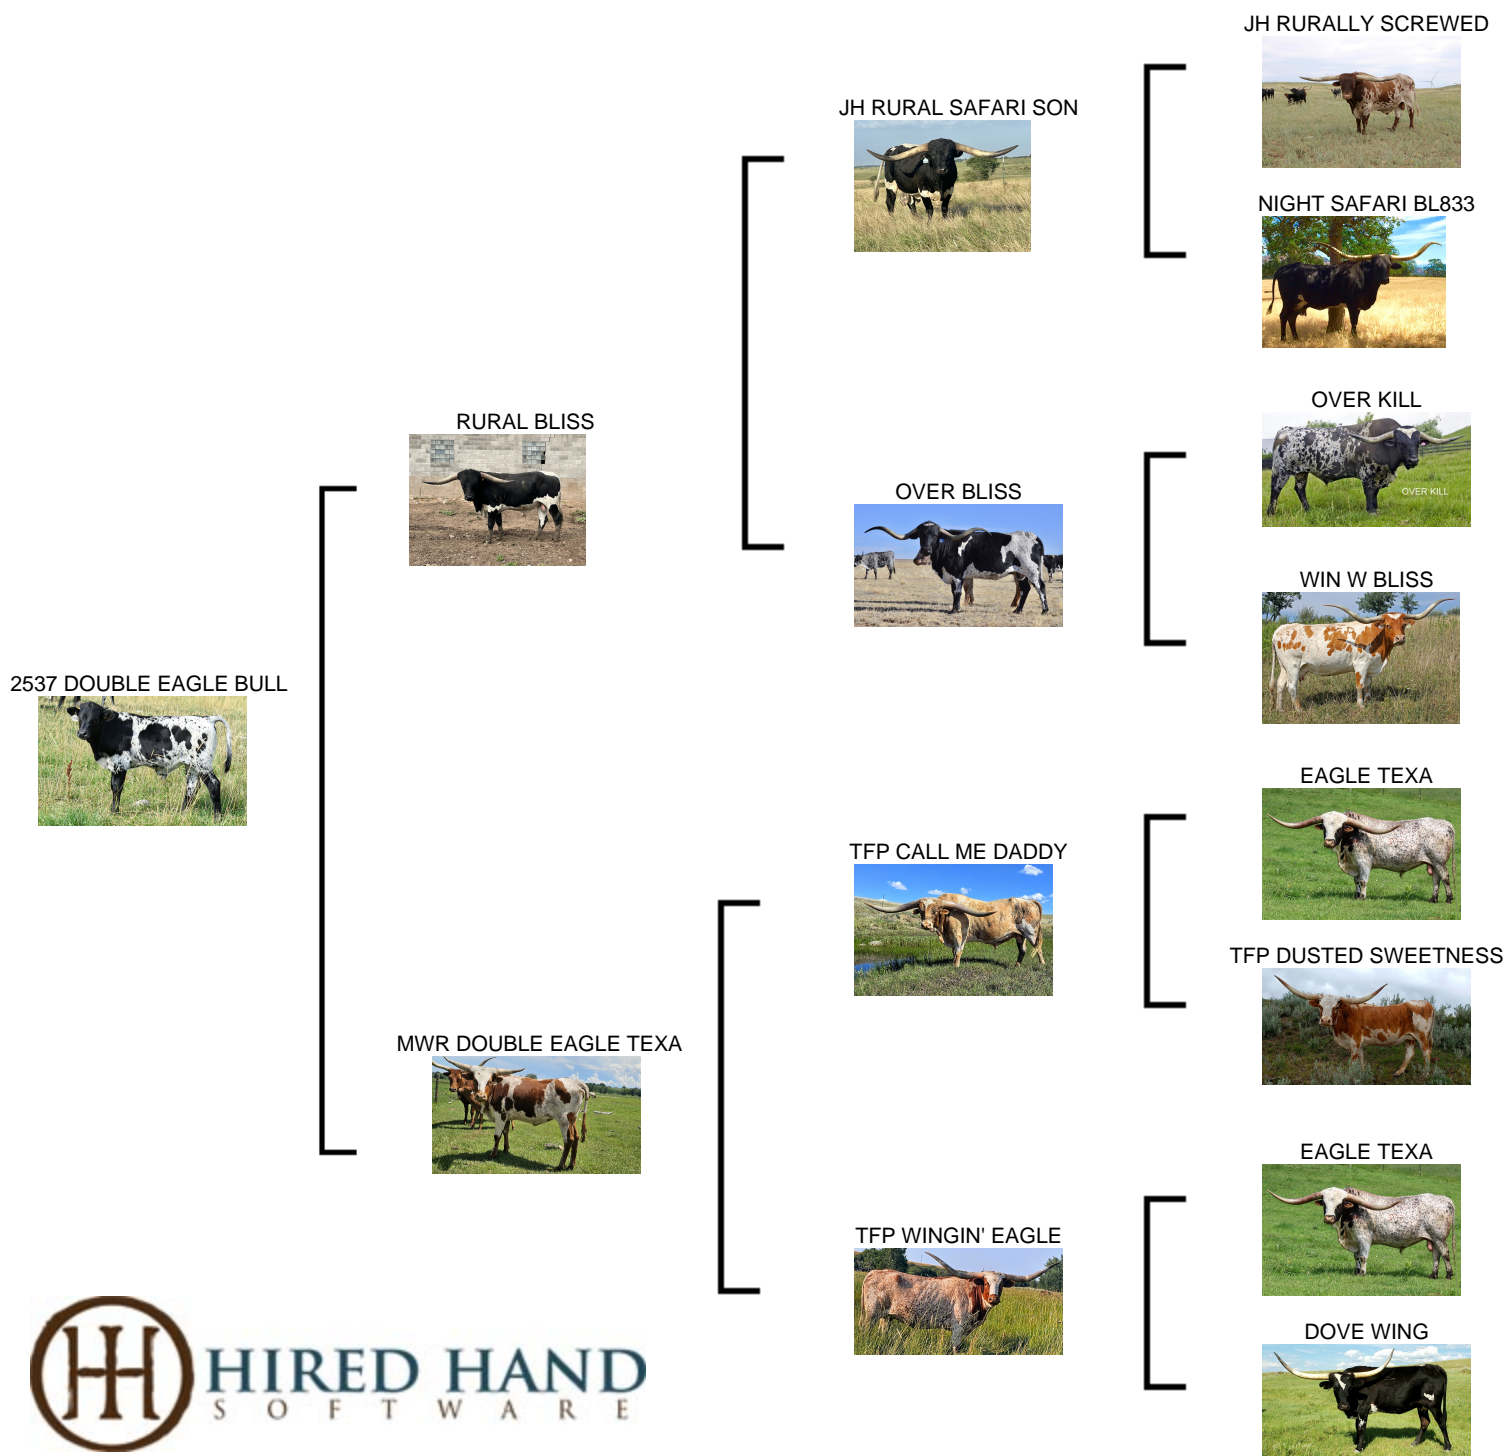 JH RURALLY SCREWED
JH RURAL SAFARI SON
NIGHT SAFARI BL833
RURAL BLISS
OVER KILL
OVER KILL
OVER BLISS
WIN W BLISS
2537 DOUBLE EAGLE BULL
EAGLE TEXA
TFP CALL ME DADDY
TFP DUSTED SWEETNESS
MWR DOUBLE EAGLE TEXA
EAGLE TEXA
TFP WINGIN' EAGLE
DOVE WING
HIRED HAND
SOFTWARE